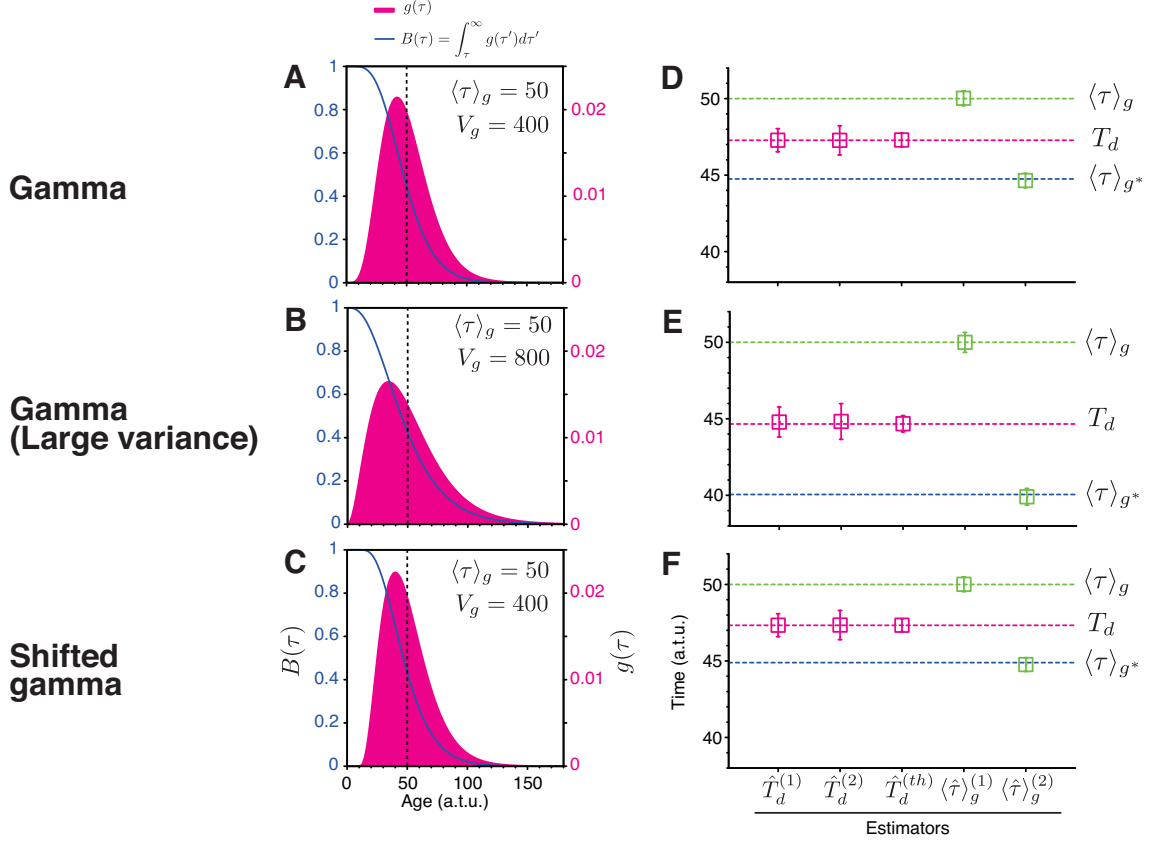 g(τ)
B(τ) = ∫_τ^∞ g(τ′)dτ′
Gamma
A
1
0.8
0.6
0.4
0.2
0
⟨τ⟩_g = 50
V_g = 400
0.02
0.01
0
D
50
45
40
⟨τ⟩_g
T_d
⟨τ⟩_g*
Gamma
(Large variance)
B
1
0.8
0.6
0.4
0.2
0
⟨τ⟩_g = 50
V_g = 800
0.02
0.01
0
E
50
45
40
⟨τ⟩_g
T_d
⟨τ⟩_g*
Shifted
gamma
C
B(τ)
1
0.8
0.6
0.4
0.2
0
⟨τ⟩_g = 50
V_g = 400
0.02
0.01
0
g(τ)
0 50 100 150
Age (a.t.u.)
F
Time (a.t.u.)
50
45
40
⟨τ⟩_g
T_d
⟨τ⟩_g*
T̂_d^(1) T̂_d^(2) T̂_d^(th) ⟨τ̂⟩_g^(1) ⟨τ̂⟩_g^(2)
Estimators